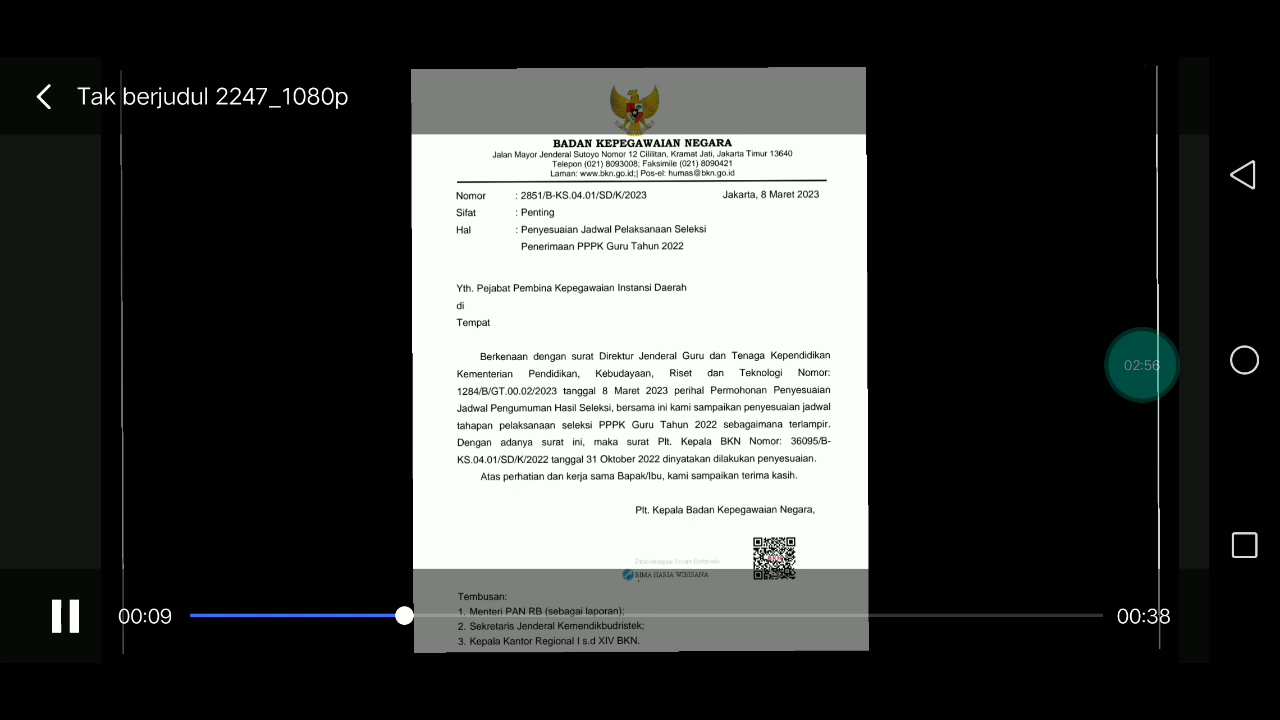 Tak berjudul 2247_1080p
BADAN KEPEGAWAIAN NEGARA
Jalan Mayor Jenderal Sutoyo Nomor 12 Cililitan, Kramat Jati, Jakarta Timur 13640
Telepon (021) 8093008; Faksimile (021) 8090421
Laman: www.bkn.go.id;| Pos-el: humas@bkn.go.id
Nomor : 2851/B-KS.04.01/SD/K/2023 Jakarta, 8 Maret 2023
Sifat : Penting
Hal : Penyesuaian Jadwal Pelaksanaan Seleksi
Penerimaan PPPK Guru Tahun 2022
Yth. Pejabat Pembina Kepegawaian Instansi Daerah
di
Tempat
02:56
Berkenaan dengan surat Direktur Jenderal Guru dan Tenaga Kependidikan
Kementerian Pendidikan, Kebudayaan, Riset dan Teknologi Nomor:
1284/B/GT.00.02/2023 tanggal 8 Maret 2023 perihal Permohonan Penyesuaian
Jadwal Pengumuman Hasil Seleksi, bersama ini kami sampaikan penyesuaian jadwal
tahapan pelaksanaan seleksi PPPK Guru Tahun 2022 sebagaimana terlampir.
Dengan adanya surat ini, maka surat Plt. Kepala BKN Nomor: 36095/B-
KS.04.01/SD/K/2022 tanggal 31 Oktober 2022 dinyatakan dilakukan penyesuaian.
Atas perhatian dan kerja sama Bapak/Ibu, kami sampaikan terima kasih.
Plt. Kepala Badan Kepegawaian Negara,
BIMA HARIA WIBISANA
Tembusan:
1. Menteri PAN RB (sebagai laporan);
2. Sekretaris Jenderal Kemendikbudristek;
3. Kepala Kantor Regional I s.d XIV BKN.
00:09
00:38